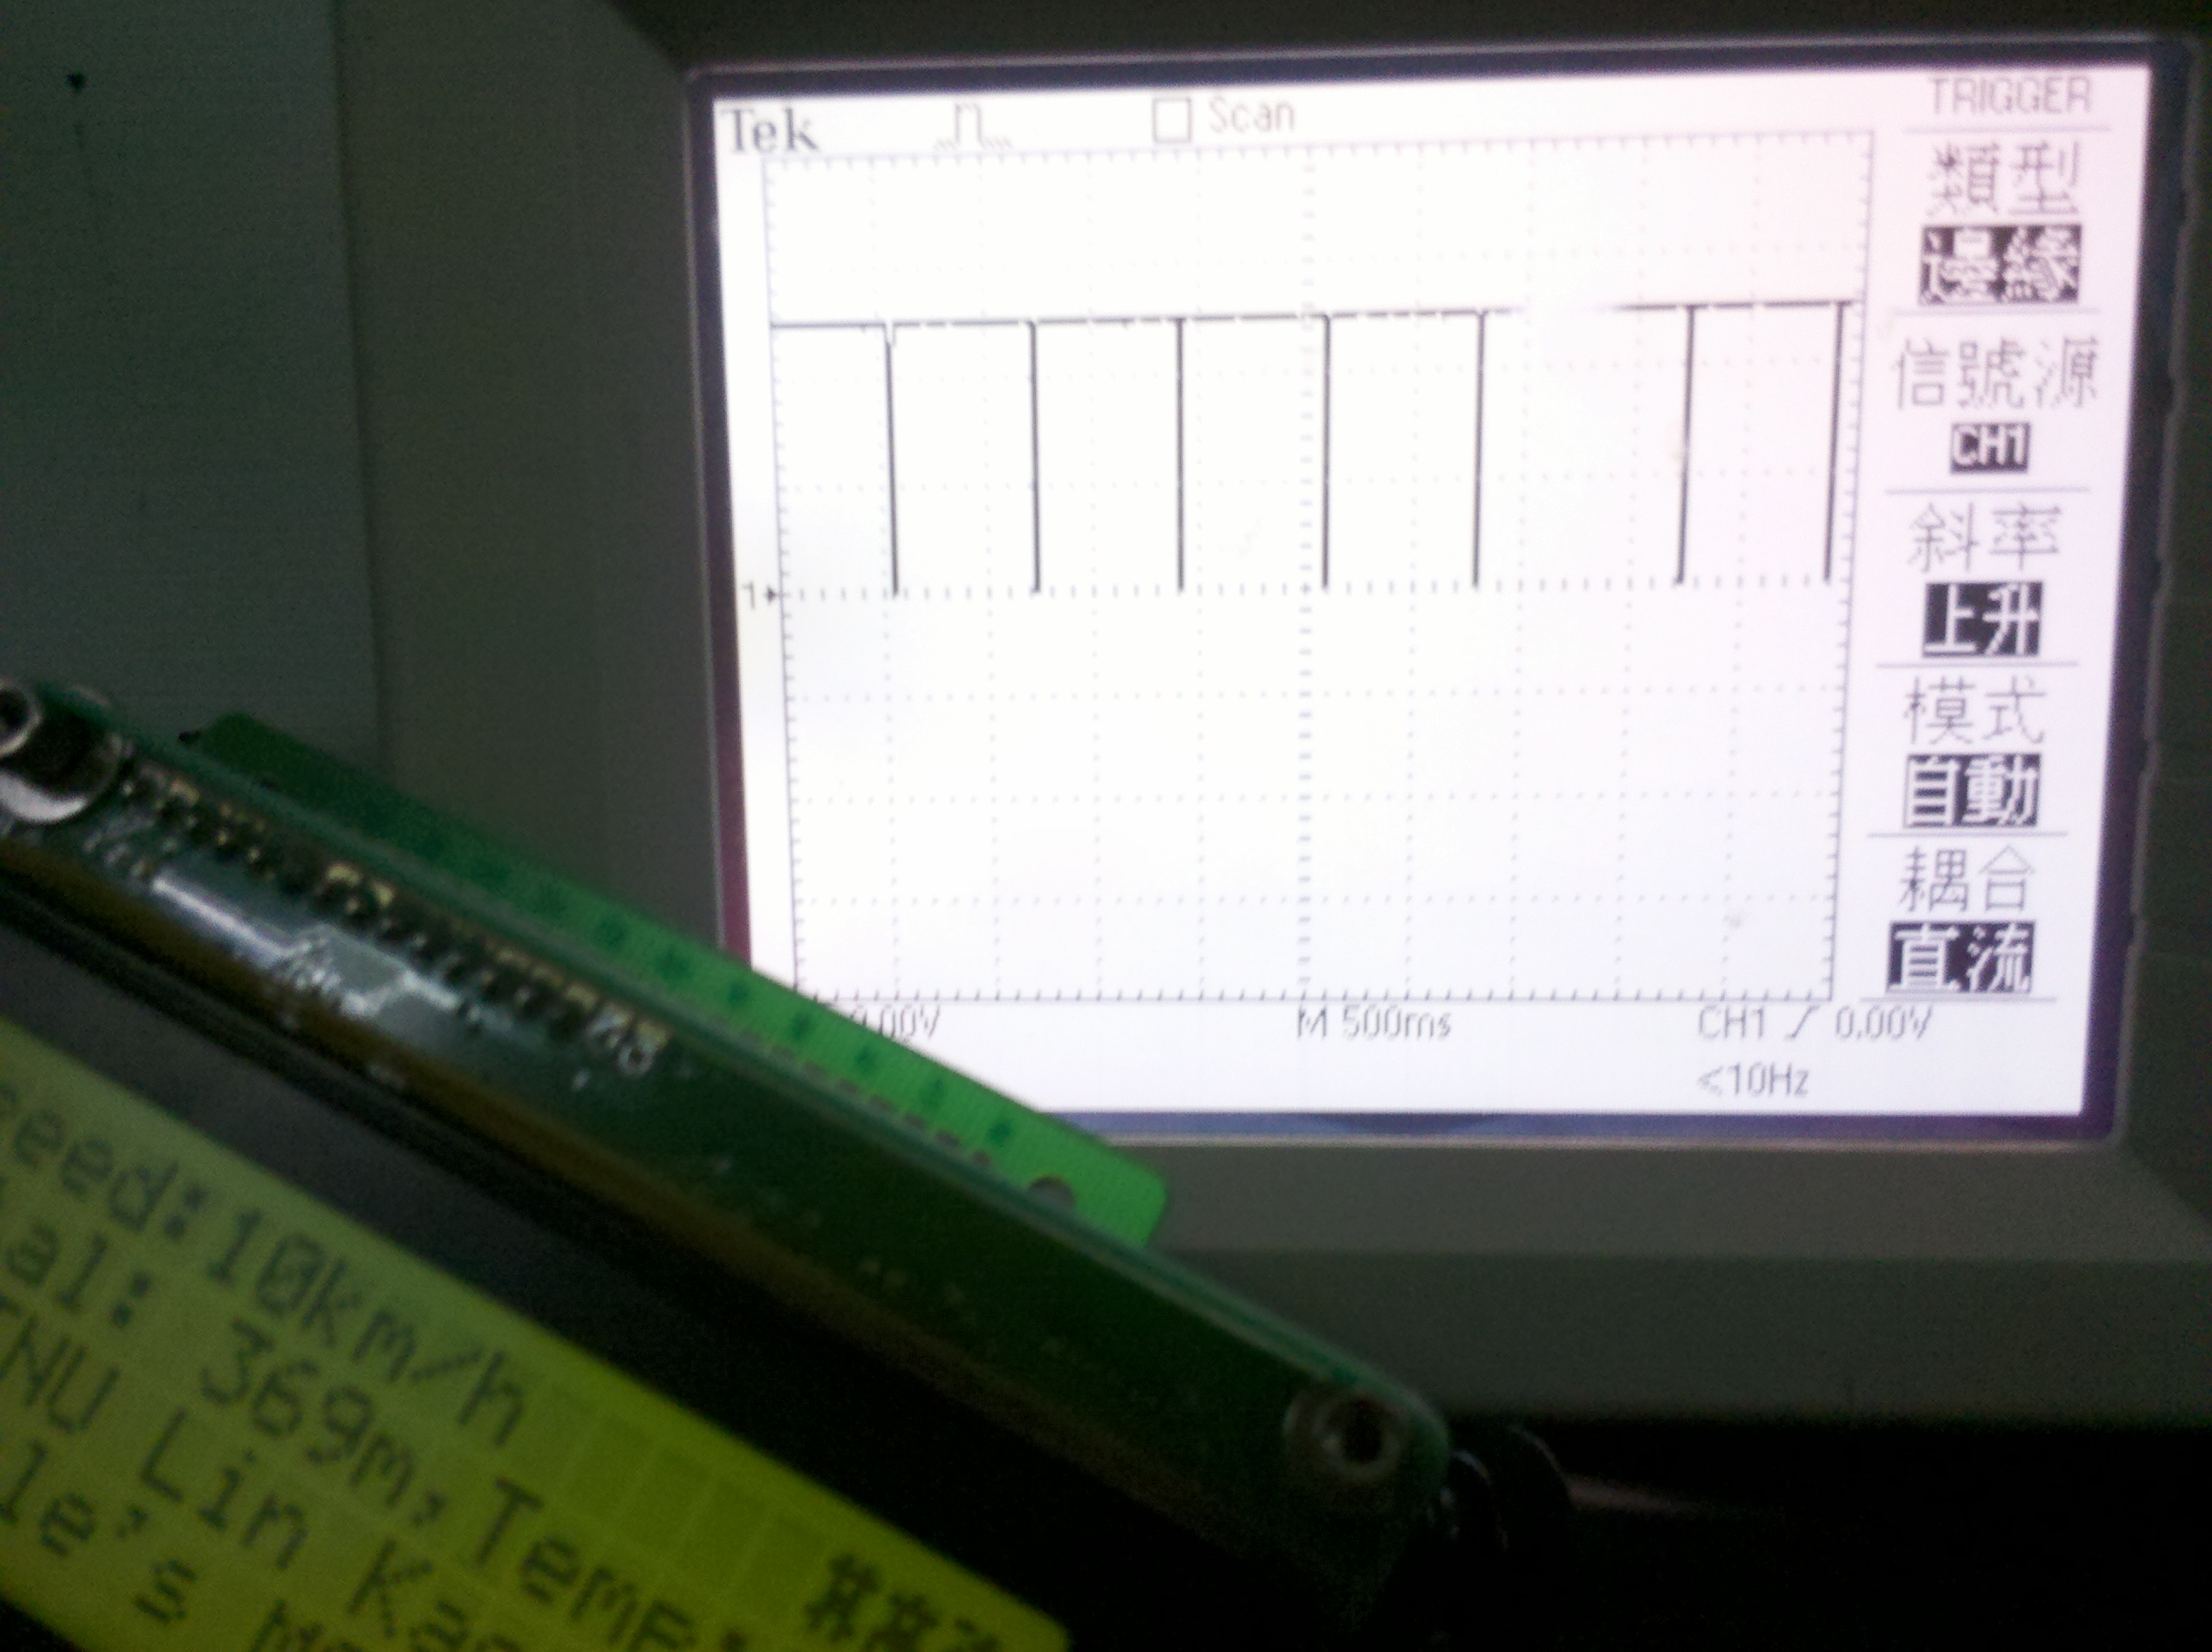 Tek Scan TRIGGER
類型
邊緣
信號源
CH1
斜率
上升
模式
自動
耦合
直流
1
.00V M 500ms CH1 0.00V
<10Hz
eed:10km/h
al: 369m,Temp:
NU Lin Ka
le's